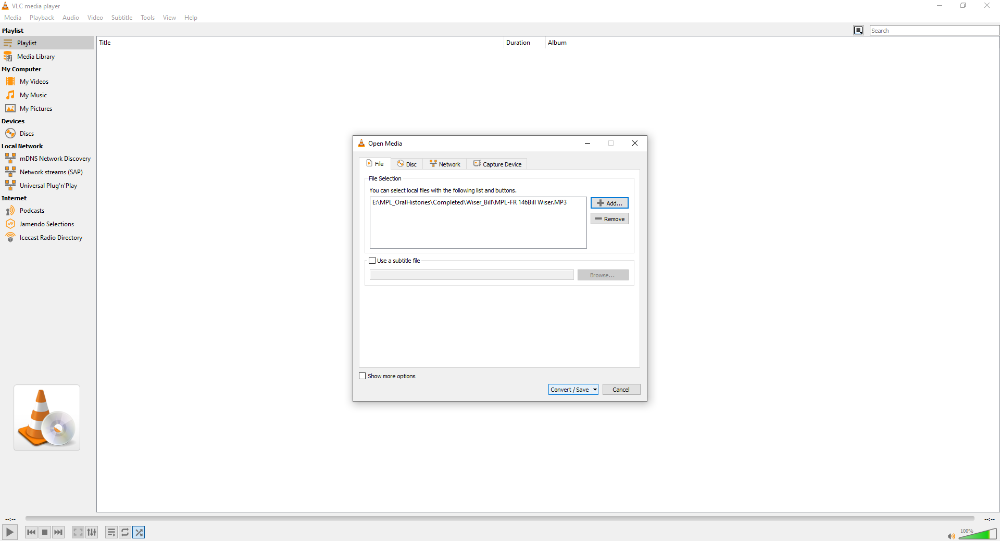 VLC media player
Media Playback Audio Video Subtitle Tools View Help
Playlist
Search
Playlist
Title Duration Album
Media Library
My Computer
My Videos
My Music
My Pictures
Devices
Discs
Local Network
mDNS Network Discovery
Network streams (SAP)
Universal Plug'n'Play
Internet
Podcasts
Jamendo Selections
Icecast Radio Directory
Open Media
File Disc Network Capture Device
File Selection
You can select local files with the following list and buttons.
E:\MPL_OralHistories\Completed\Wiser_Bill\MPL-FR 146Bill Wiser.MP3
Add...
Remove
Use a subtitle file
Browse...
Show more options
Convert / Save Cancel
--:-- --:--
100%